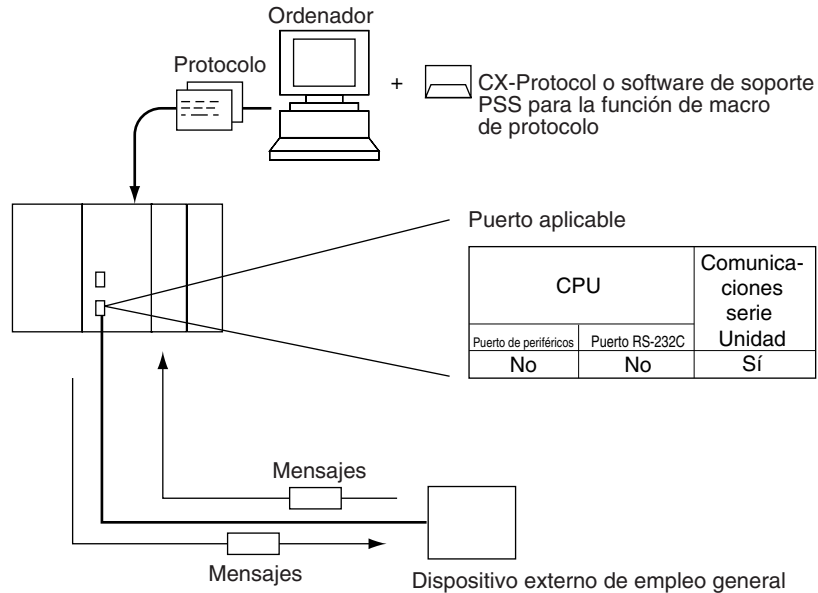 Ordenador
Protocolo
+
CX-Protocol o software de soporte
PSS para la función de macro
de protocolo
Puerto aplicable
CPU
Comunica-
ciones
serie
Unidad
Puerto de periféricos
Puerto RS-232C
No
No
Sí
Mensajes
Mensajes
Dispositivo externo de empleo general